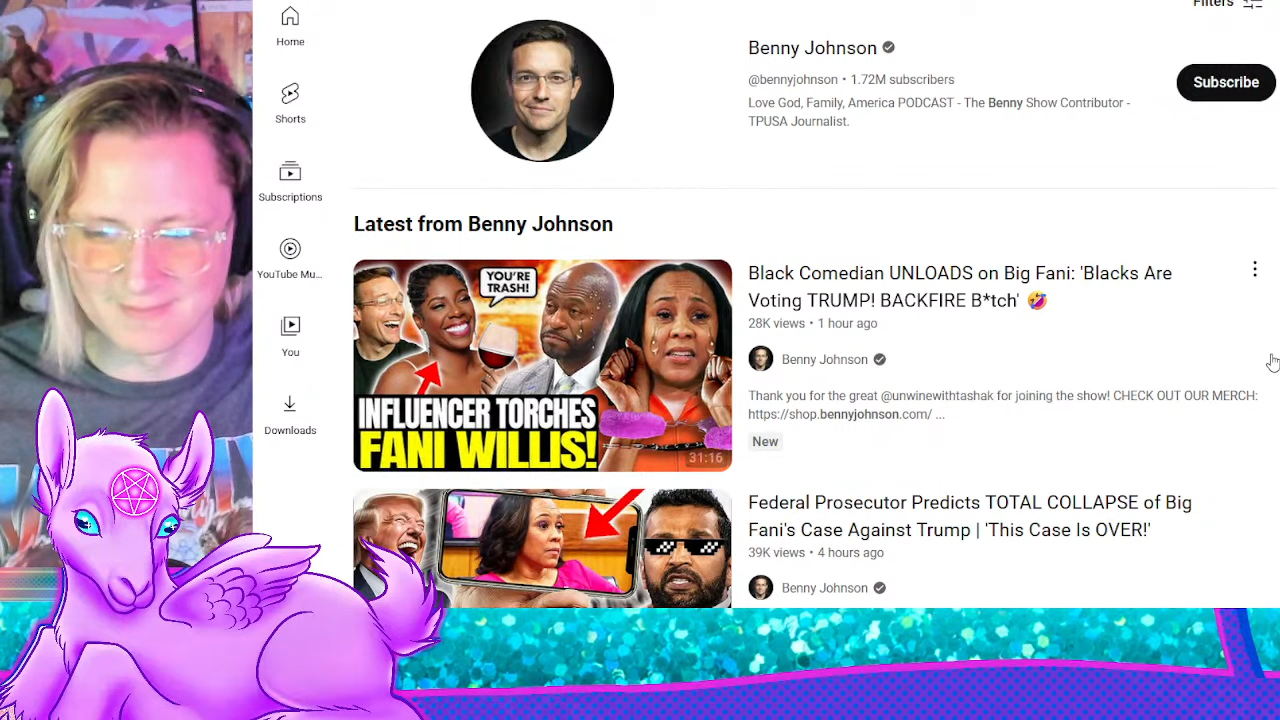 Filters
Home
Shorts
Subscriptions
YouTube Mu...
You
Downloads
Benny Johnson
@bennyjohnson • 1.72M subscribers
Love God, Family, America PODCAST - The Benny Show Contributor -
TPUSA Journalist.
Subscribe
Latest from Benny Johnson
YOU'RE
TRASH!
INFLUENCER TORCHES
FANI WILLIS!
31:16
Black Comedian UNLOADS on Big Fani: 'Blacks Are
Voting TRUMP! BACKFIRE B*tch' 🤣
28K views • 1 hour ago
Benny Johnson
Thank you for the great @unwinewithtashak for joining the show! CHECK OUT OUR MERCH:
https://shop.bennyjohnson.com/ ...
New
Federal Prosecutor Predicts TOTAL COLLAPSE of Big
Fani's Case Against Trump | 'This Case Is OVER!'
39K views • 4 hours ago
Benny Johnson